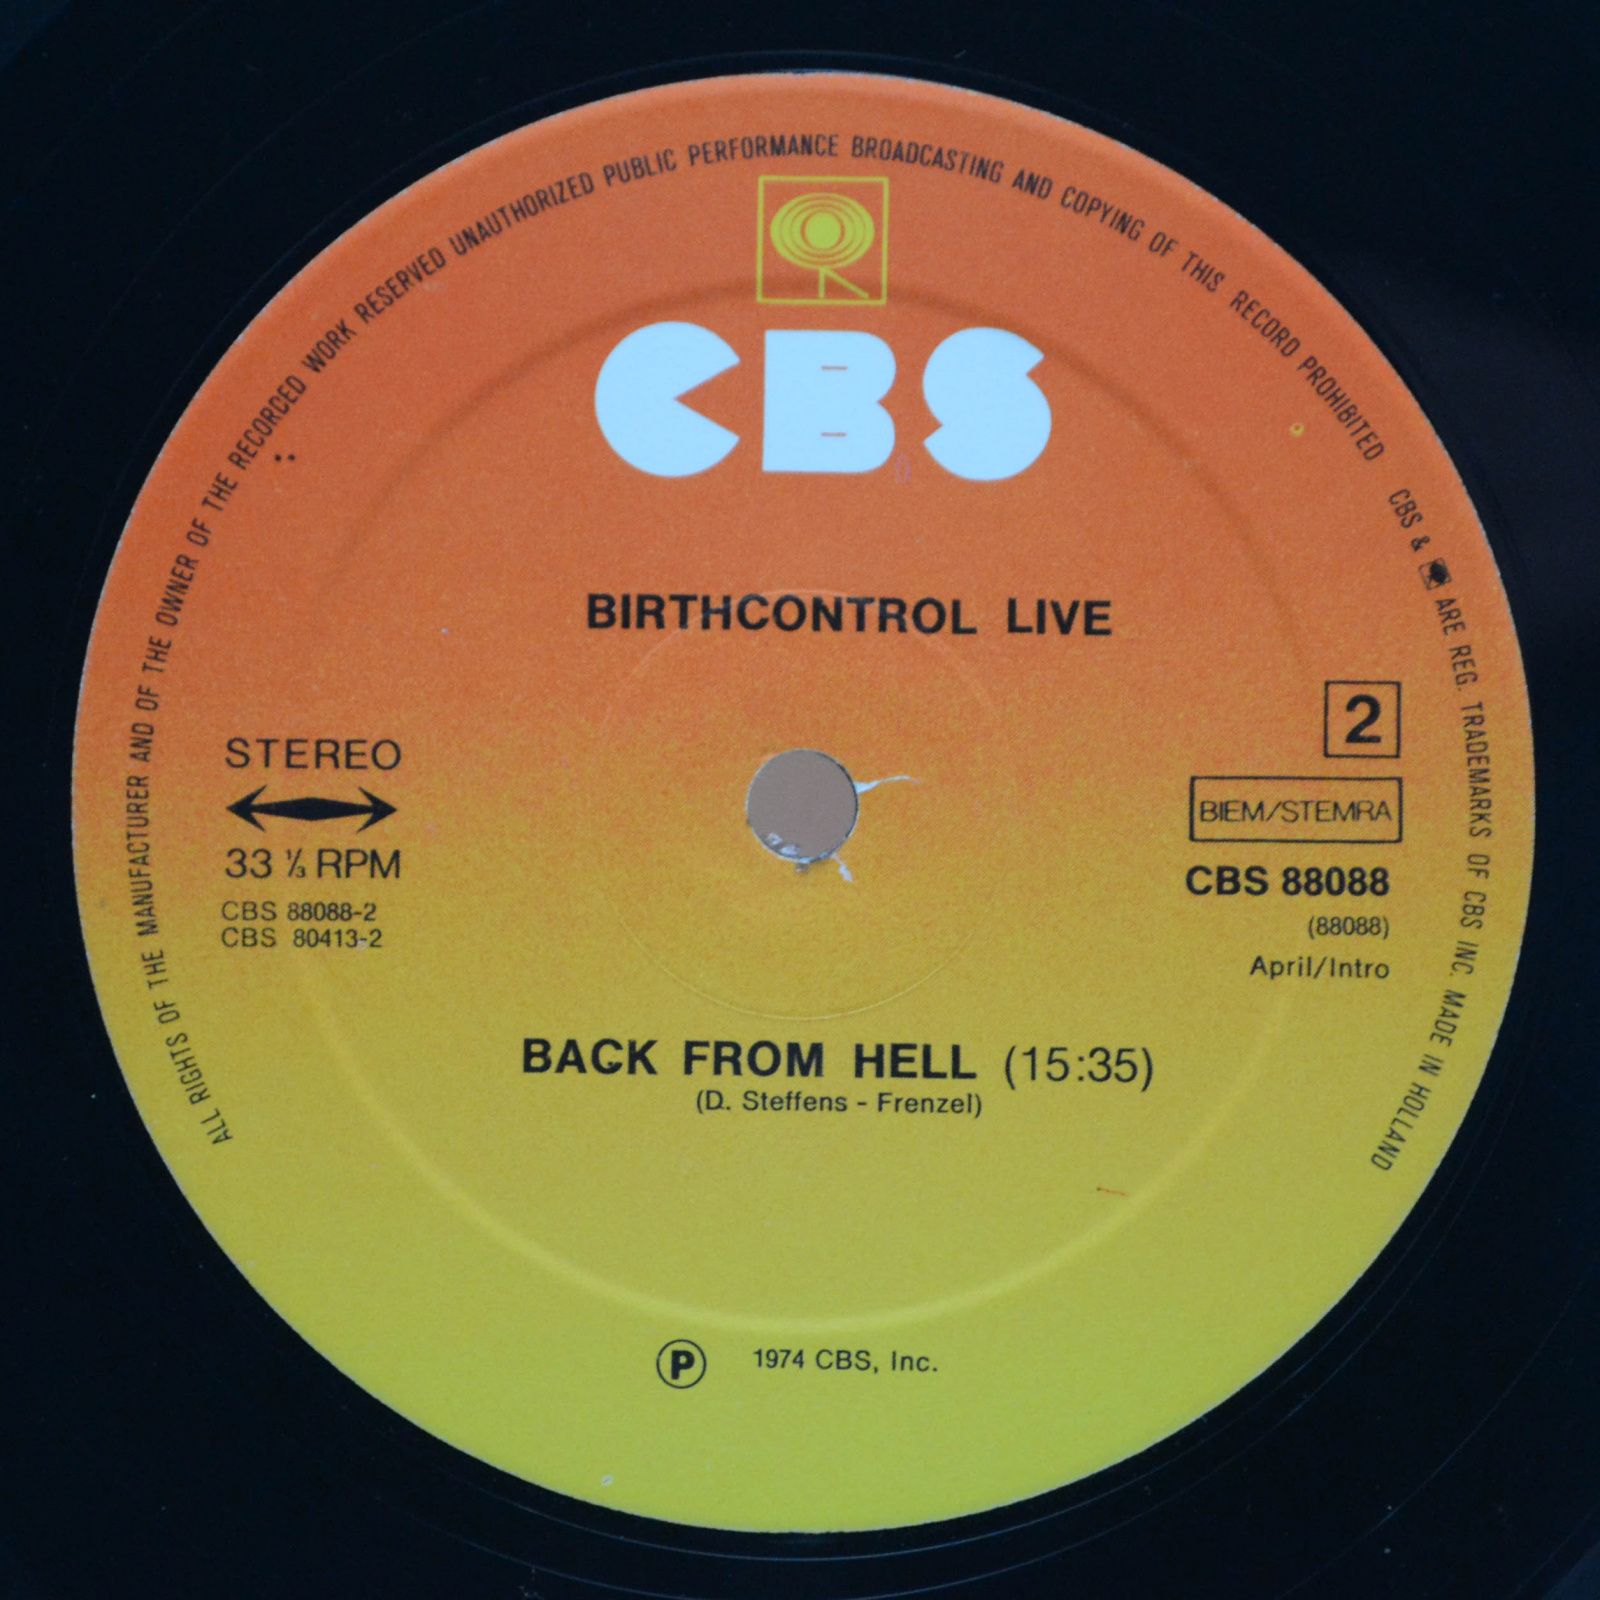 ALL RIGHTS OF THE MANUFACTURER AND OF THE OWNER OF THE RECORDED WORK RESERVED UNAUTHORIZED PUBLIC PERFORMANCE BROADCASTING AND COPYING OF THIS RECORD PROHIBITED CBS & ARE REG. TRADEMARKS OF CBS INC. MADE IN HOLLAND
CBS
BIRTHCONTROL LIVE
STEREO
33 ⅓ RPM
CBS 88088-2
CBS 80413-2
2
BIEM/STEMRA
CBS 88088
(88088)
April/Intro
BACK FROM HELL (15:35)
(D. Steffens - Frenzel)
Ⓟ 1974 CBS, Inc.